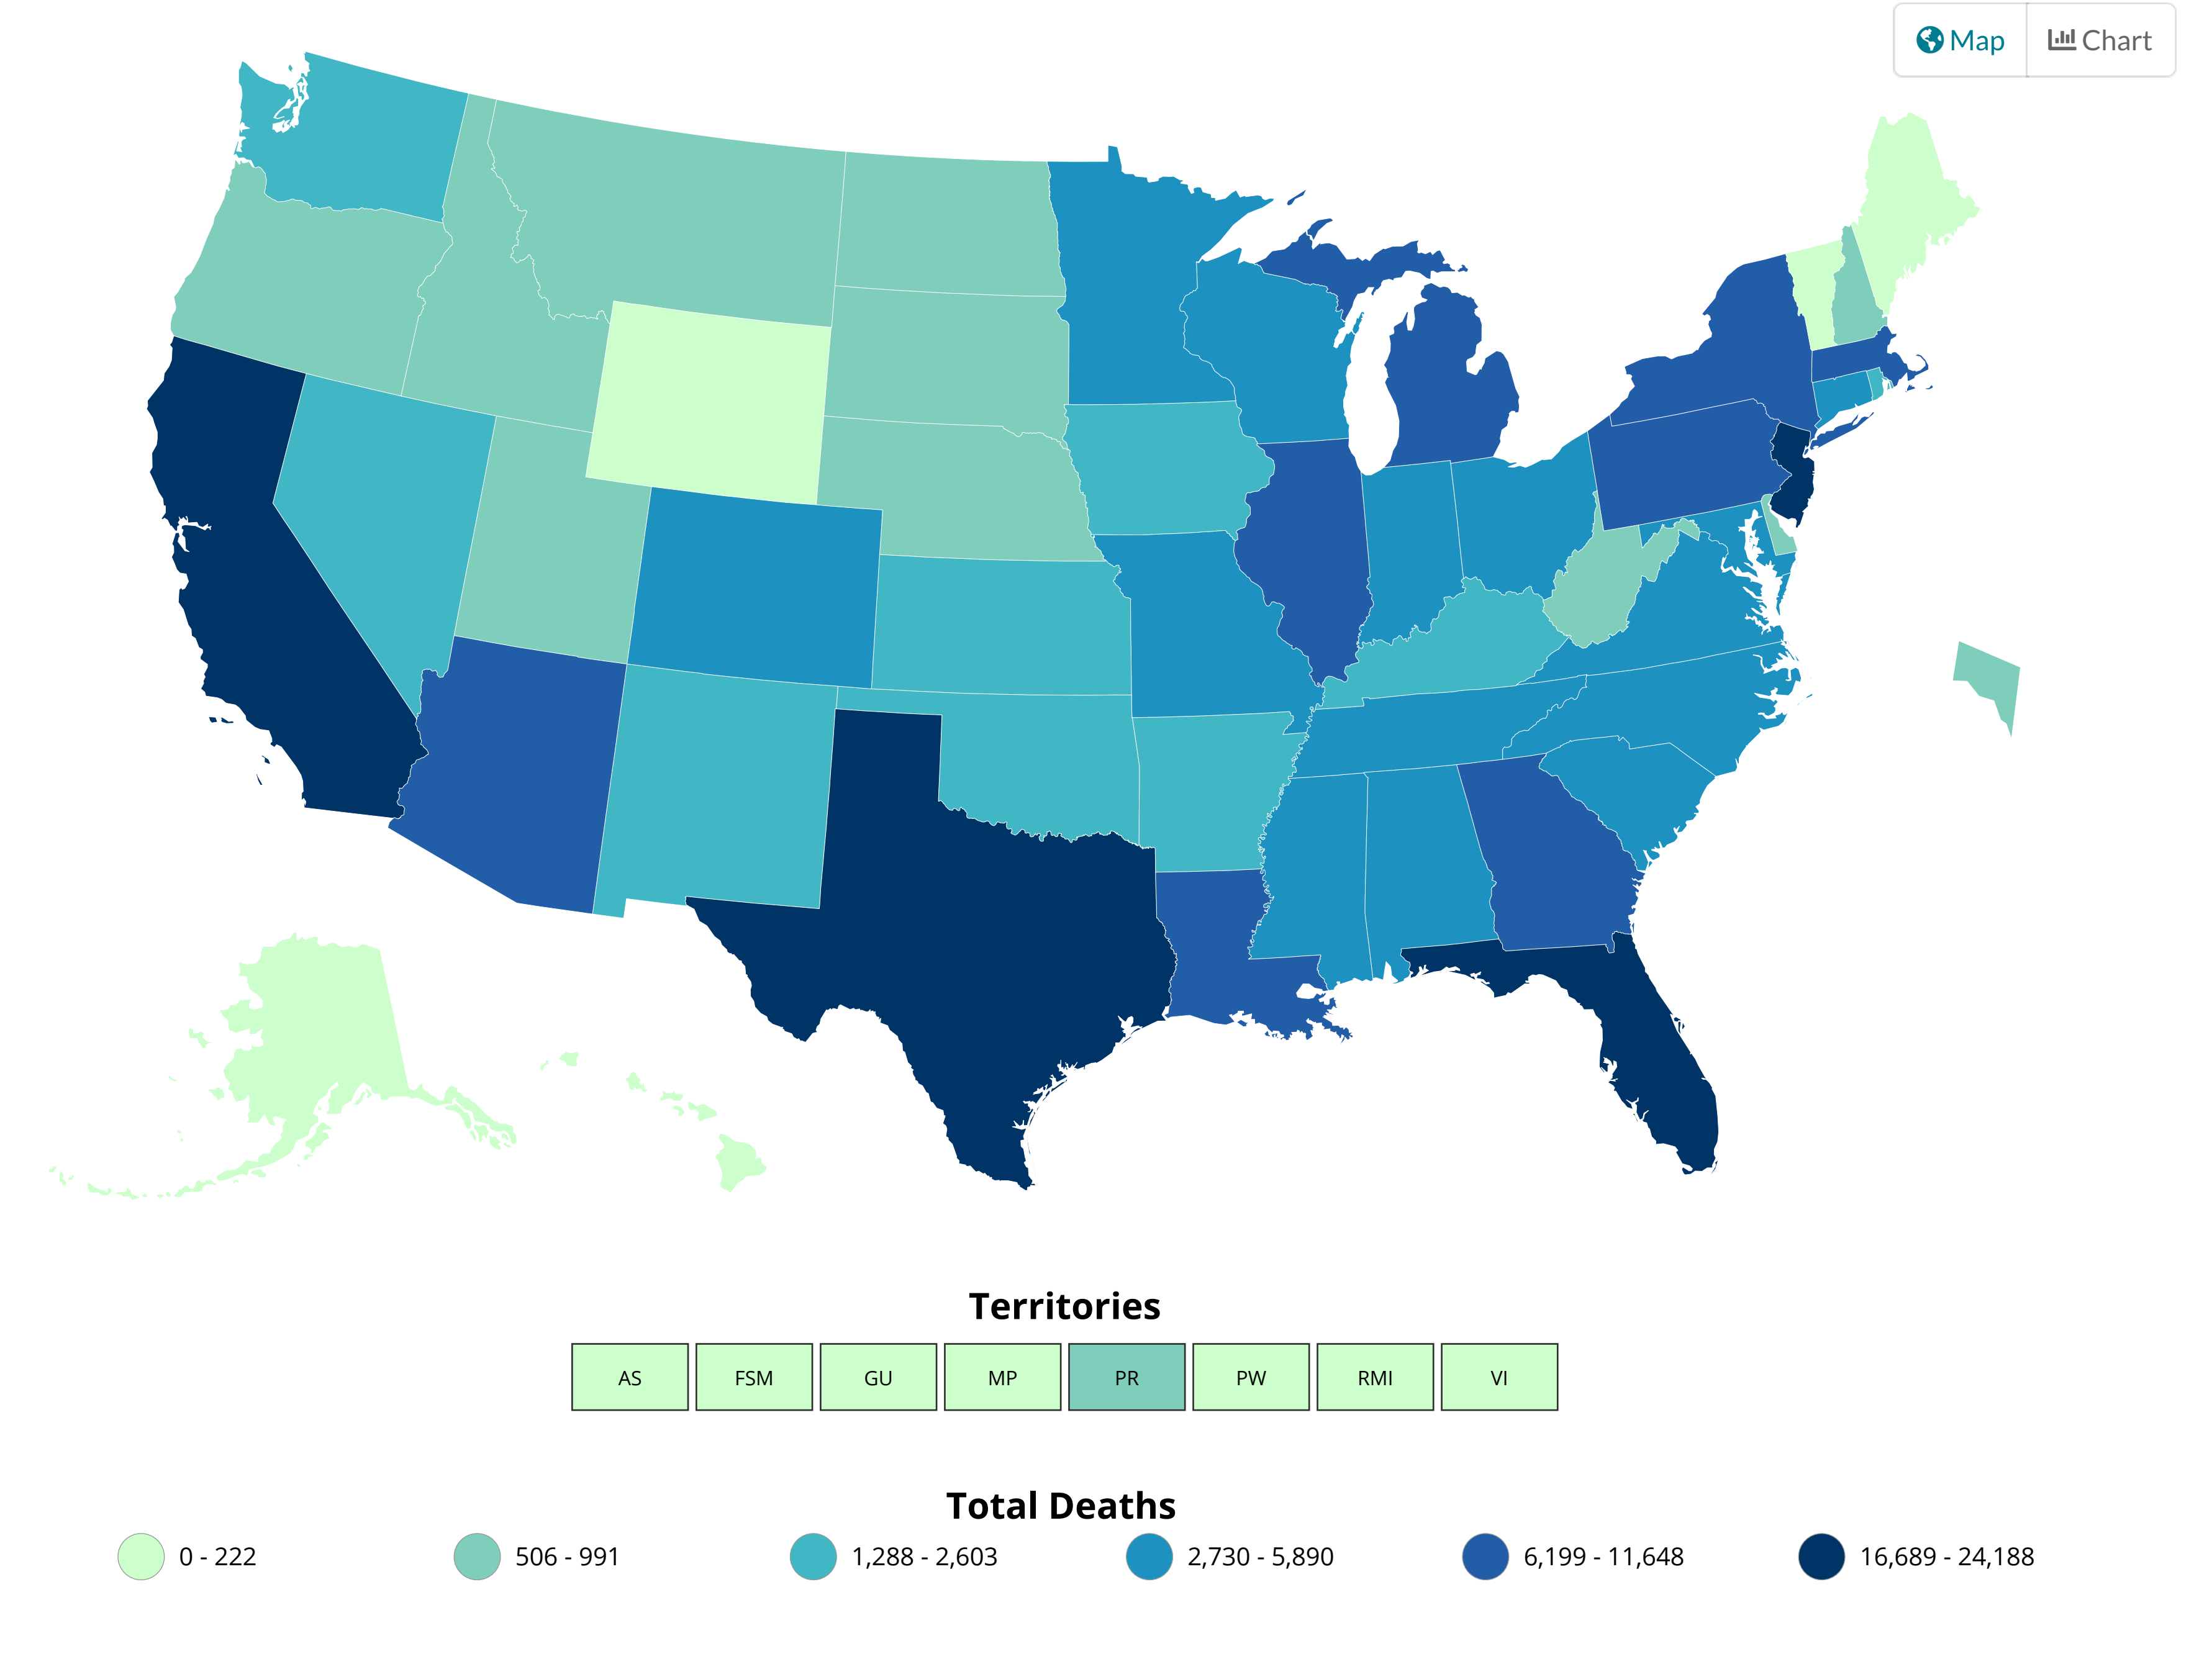 Map Chart
Territories
AS FSM GU MP PR PW RMI VI
Total Deaths
0 - 222 506 - 991 1,288 - 2,603 2,730 - 5,890 6,199 - 11,648 16,689 - 24,188